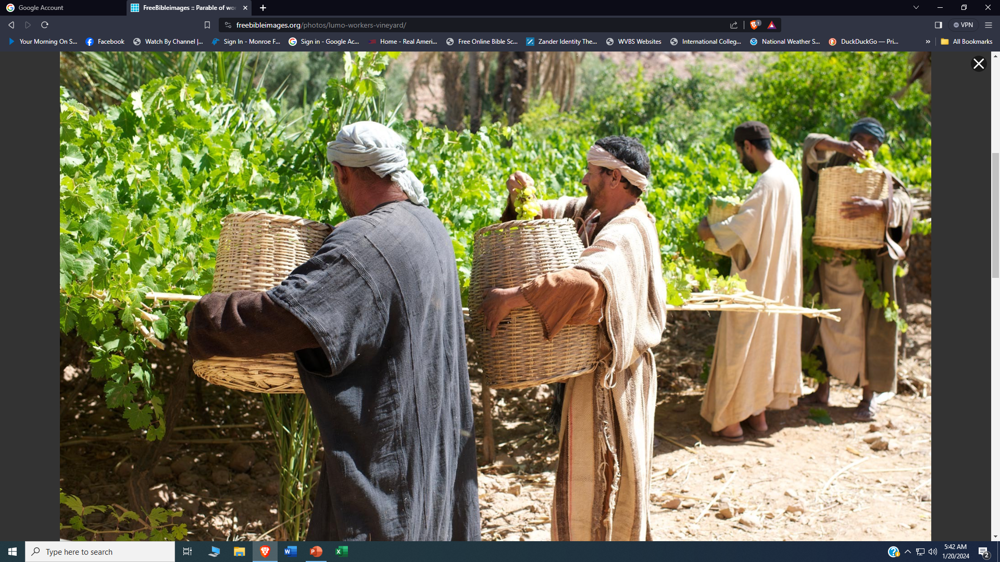 Google Account
FreeBibleimages :: Parable of wo
freebibleimages.org/photos/lumo-workers-vineyard/
1
VPN
Your Morning On S...
Facebook
Watch By Channel |...
Sign In - Monroe F...
Sign in - Google Ac...
Home - Real Ameri...
Free Online Bible Sc...
Zander Identity The...
WVBS Websites
International Colleg...
National Weather S...
DuckDuckGo — Pri...
»
All Bookmarks
Type here to search
5:42 AM
1/20/2024
2